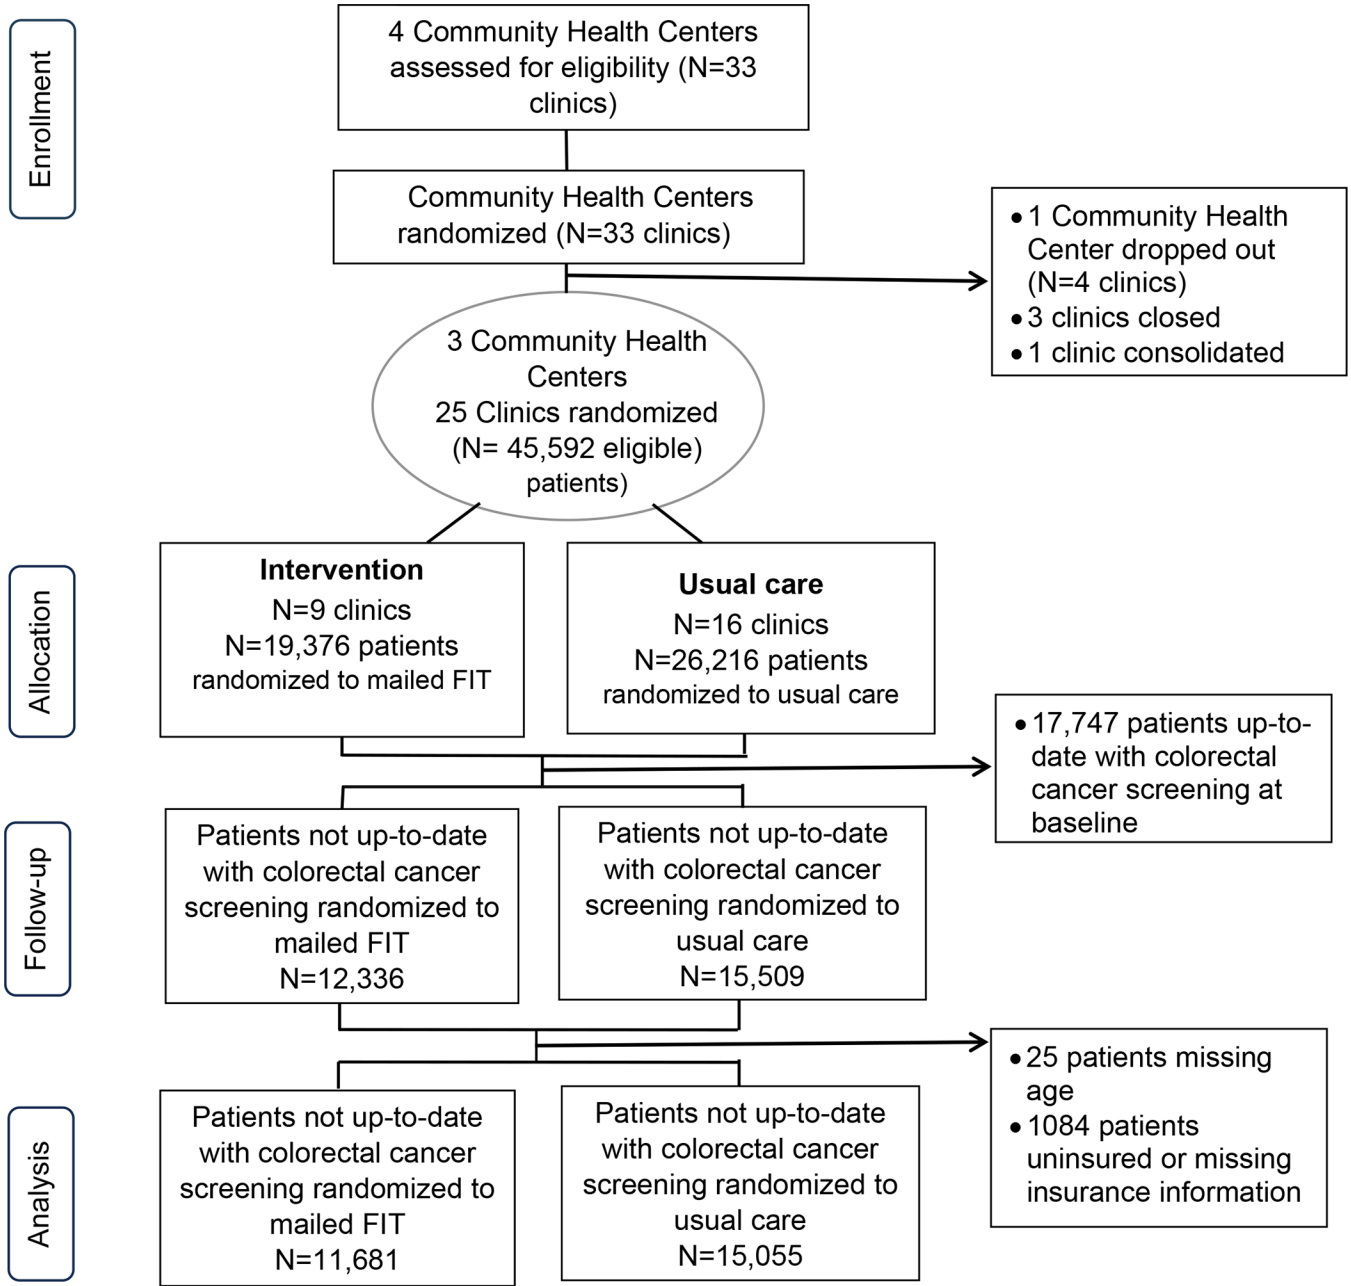 Enrollment
4 Community Health Centers
assessed for eligibility (N=33
clinics)
Community Health Centers
randomized (N=33 clinics)
• 1 Community Health
Center dropped out
(N=4 clinics)
• 3 clinics closed
• 1 clinic consolidated
3 Community Health
Centers
25 Clinics randomized
(N= 45,592 eligible)
patients)
Allocation
Intervention
N=9 clinics
N=19,376 patients
randomized to mailed FIT
Usual care
N=16 clinics
N=26,216 patients
randomized to usual care
• 17,747 patients up-to-
date with colorectal
cancer screening at
baseline
Follow-up
Patients not up-to-date
with colorectal cancer
screening randomized to
mailed FIT
N=12,336
Patients not up-to-date
with colorectal cancer
screening randomized to
usual care
N=15,509
• 25 patients missing
age
• 1084 patients
uninsured or missing
insurance information
Analysis
Patients not up-to-date
with colorectal cancer
screening randomized to
mailed FIT
N=11,681
Patients not up-to-date
with colorectal cancer
screening randomized to
usual care
N=15,055